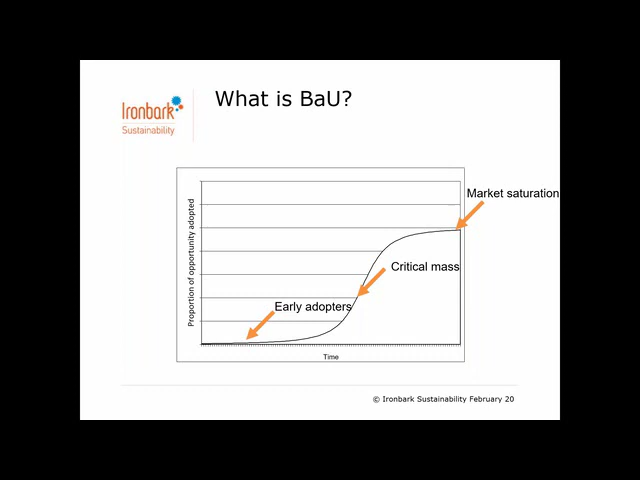 What is BaU?
Ironbark
Sustainability
Market saturation
Proportion of opportunity adopted
Critical mass
Early adopters
Time
© Ironbark Sustainability February 20